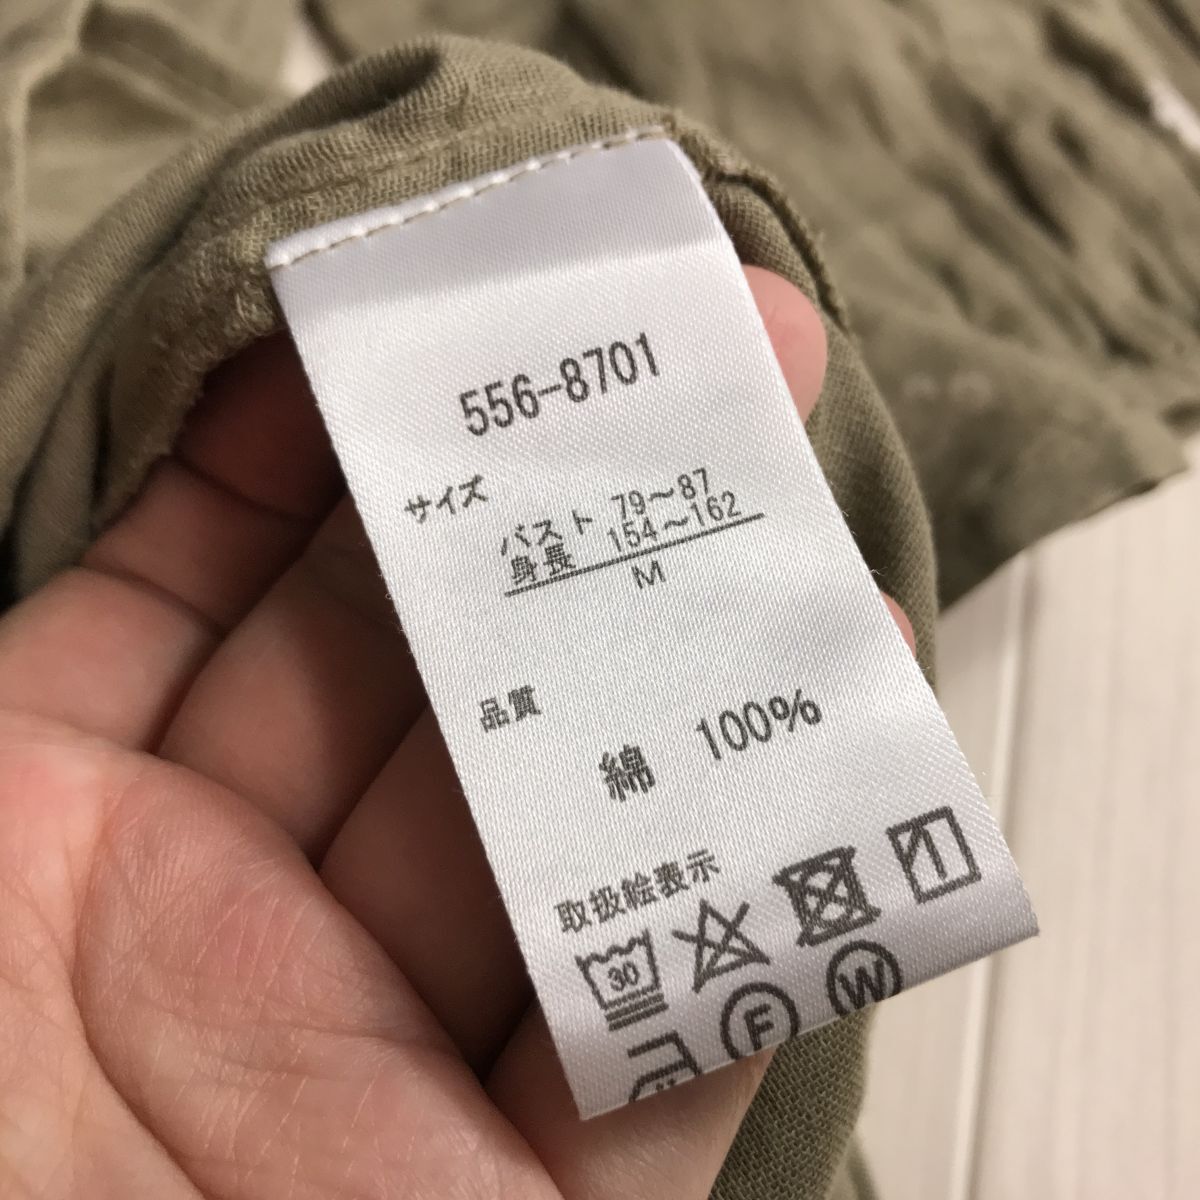 556-8701
サイズ
バスト 79～87
身長 154～162
M
品質
綿 100%
取扱絵表示
30
F W